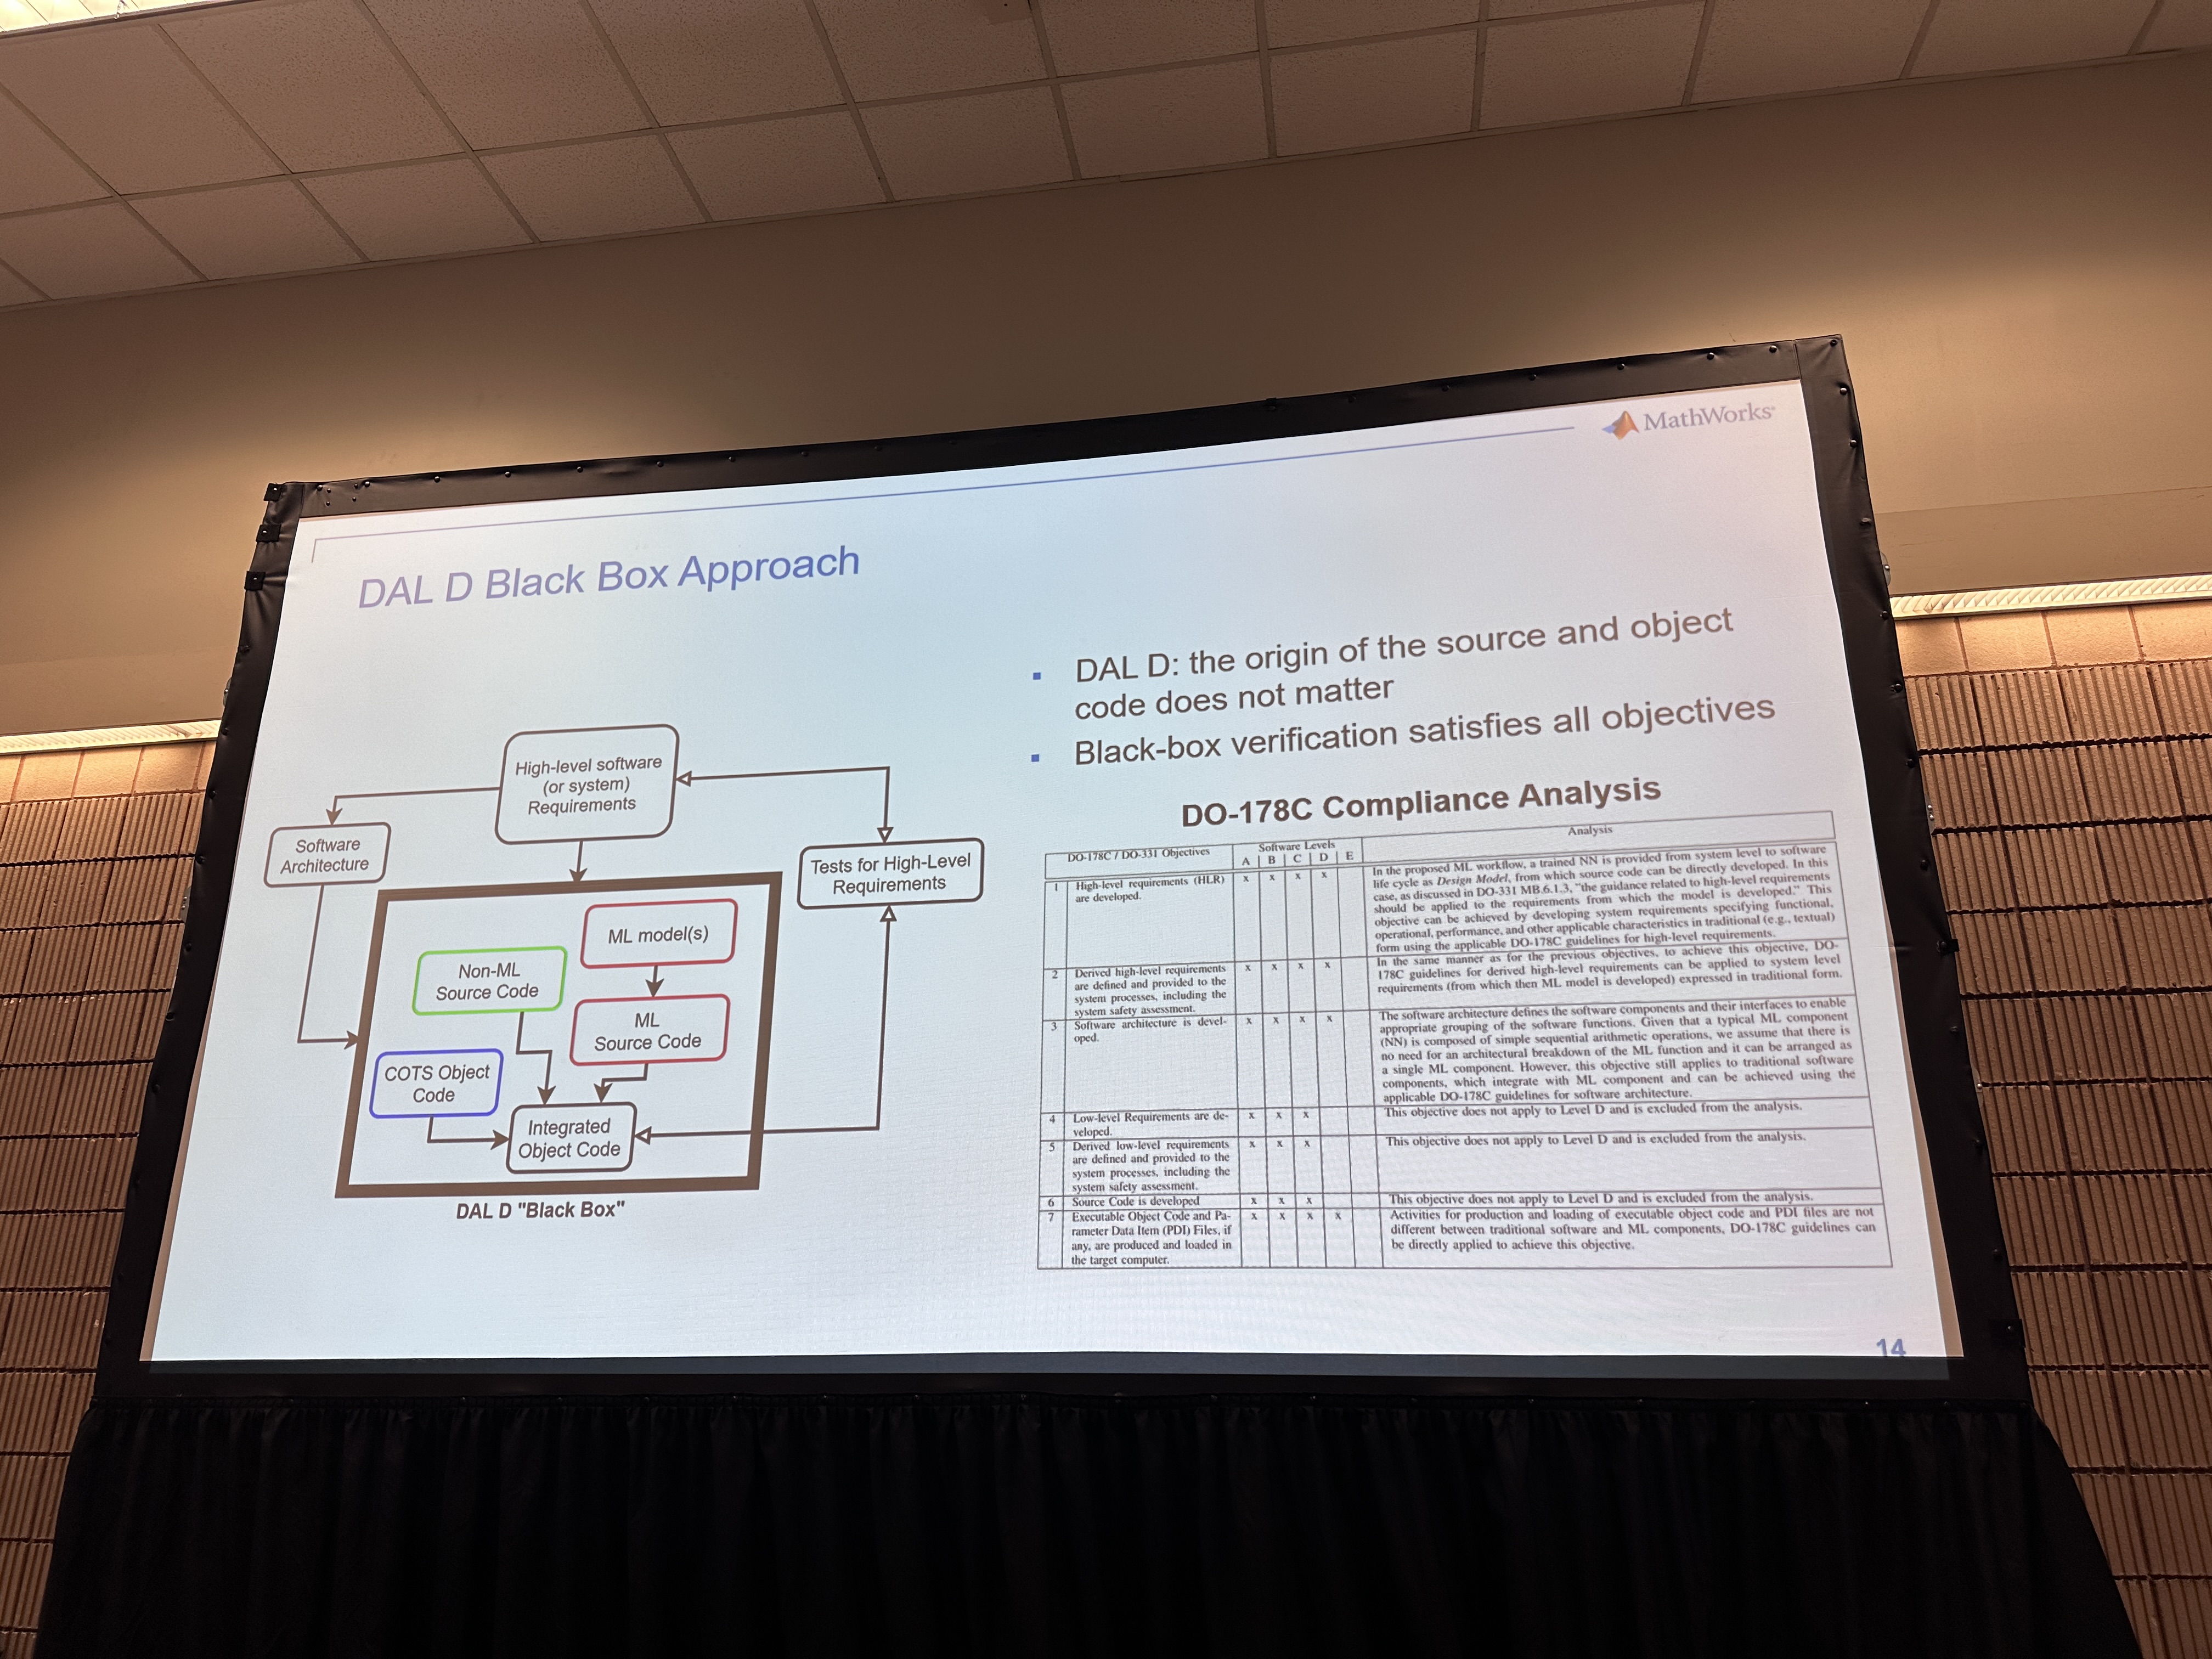 MathWorks
DAL D Black Box Approach
DAL D: the origin of the source and object
code does not matter
Black-box verification satisfies all objectives
High-level software
(or system)
Requirements
Software
Architecture
Tests for High-Level
Requirements
ML model(s)
Non-ML
Source Code
ML
Source Code
COTS Object
Code
Integrated
Object Code
DAL D "Black Box"
DO-178C Compliance Analysis
DO-178C / DO-331 Objectives
Software Levels
A B C D E
Analysis
1 High-level requirements (HLR)
are developed.
x x x x
In the proposed ML workflow, a trained NN is provided from system level to software
life cycle as Design Model, from which source code can be directly developed. In this
case, as discussed in DO-331 MB.6.1.3, "the guidance related to high-level requirements
should be applied to the requirements from which the model is developed." This
objective can be achieved by developing system requirements specifying functional,
operational, performance, and other applicable characteristics in traditional (e.g., textual)
form using the applicable DO-178C guidelines for high-level requirements.
2 Derived high-level requirements
are defined and provided to the
system processes, including the
system safety assessment.
x x x x
In the same manner as for the previous objectives, to achieve this objective, DO-
178C guidelines for derived high-level requirements can be applied to system level
requirements (from which then ML model is developed) expressed in traditional form.
3 Software architecture is devel-
oped.
x x x x
The software architecture defines the software components and their interfaces to enable
appropriate grouping of the software functions. Given that a typical ML component
(NN) is composed of simple sequential arithmetic operations, we assume that there is
no need for an architectural breakdown of the ML function and it can be arranged as
a single ML component. However, this objective still applies to traditional software
components, which integrate with ML component and can be achieved using the
applicable DO-178C guidelines for software architecture.
4 Low-level Requirements are de-
veloped.
x x x
This objective does not apply to Level D and is excluded from the analysis.
5 Derived low-level requirements
are defined and provided to the
system processes, including the
system safety assessment.
x x x
This objective does not apply to Level D and is excluded from the analysis.
6 Source Code is developed
x x x
This objective does not apply to Level D and is excluded from the analysis.
7 Executable Object Code and Pa-
rameter Data Item (PDI) Files, if
any, are produced and loaded in
the target computer.
x x x x
Activities for production and loading of executable object code and PDI files are not
different between traditional software and ML components, DO-178C guidelines can
be directly applied to achieve this objective.
14